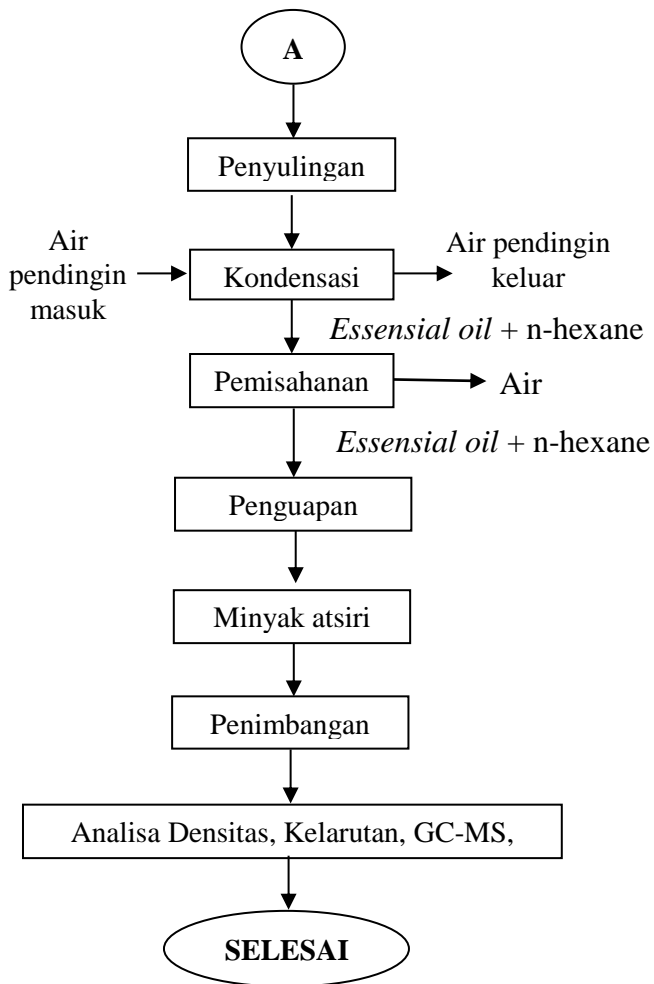 A
Penyulingan
Air
pendingin
masuk
Kondensasi
Air pendingin
keluar
Essensial oil + n-hexane
Pemisahanan
Air
Essensial oil + n-hexane
Penguapan
Minyak atsiri
Penimbangan
Analisa Densitas, Kelarutan, GC-MS,
SELESAI